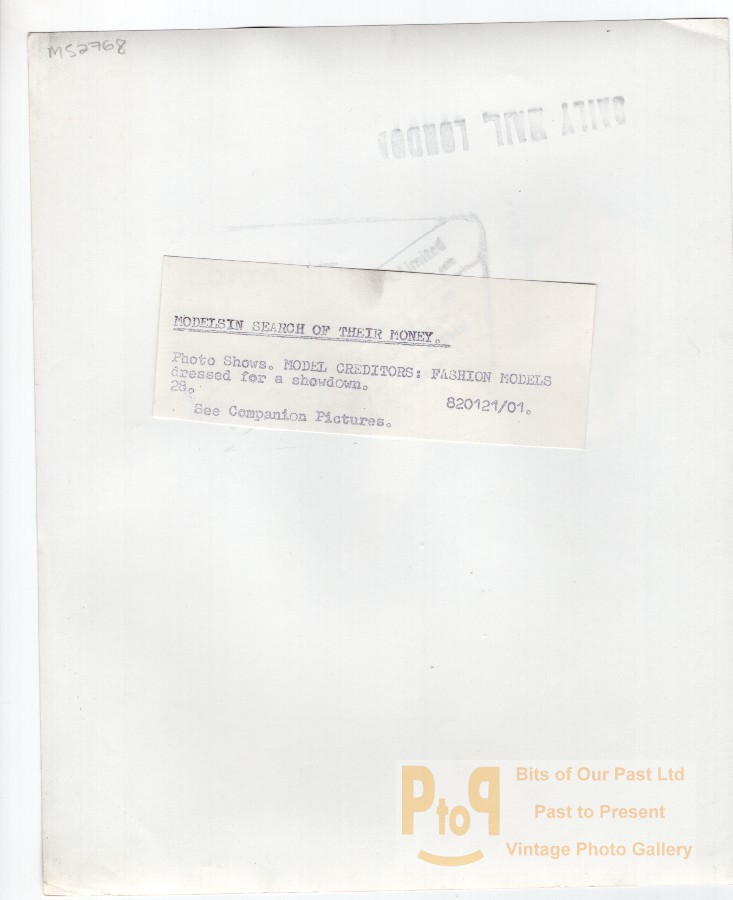 MS2768
DAILY MAIL, LONDON
Limited
MODELSIN SEARCH OF THEIR MONEY.
Photo Shows. MODEL CREDITORS: FASHION MODELS
dressed for a showdown.
28. 820121/01.
See Companion Pictures.
PtoP
Bits of Our Past Ltd
Past to Present
Vintage Photo Gallery